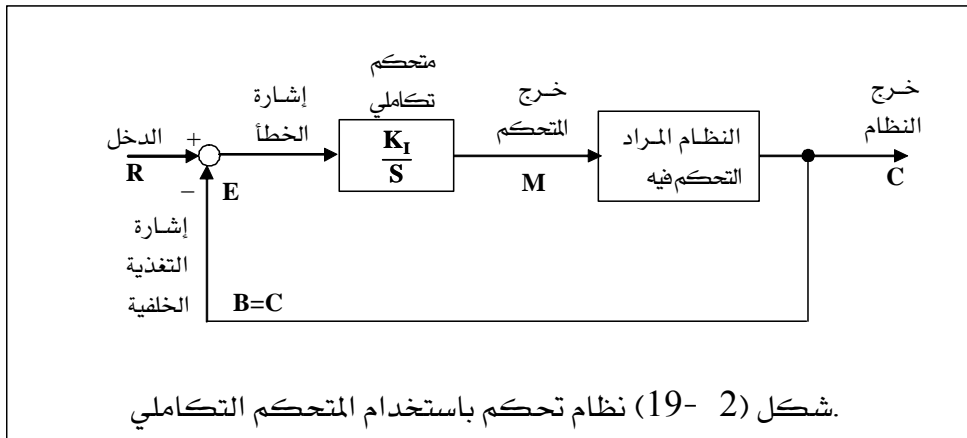 متحكم
تكاملي
K_I
S
إشارة
الخطأ
خرج
المتحكم
خرج
النظام
الدخل
+
R
−
E
M
النظام المراد
التحكم فيه
C
إشارة
التغذية
الخلفية
B=C
شكل (2 -19) نظام تحكم باستخدام المتحكم التكاملي.